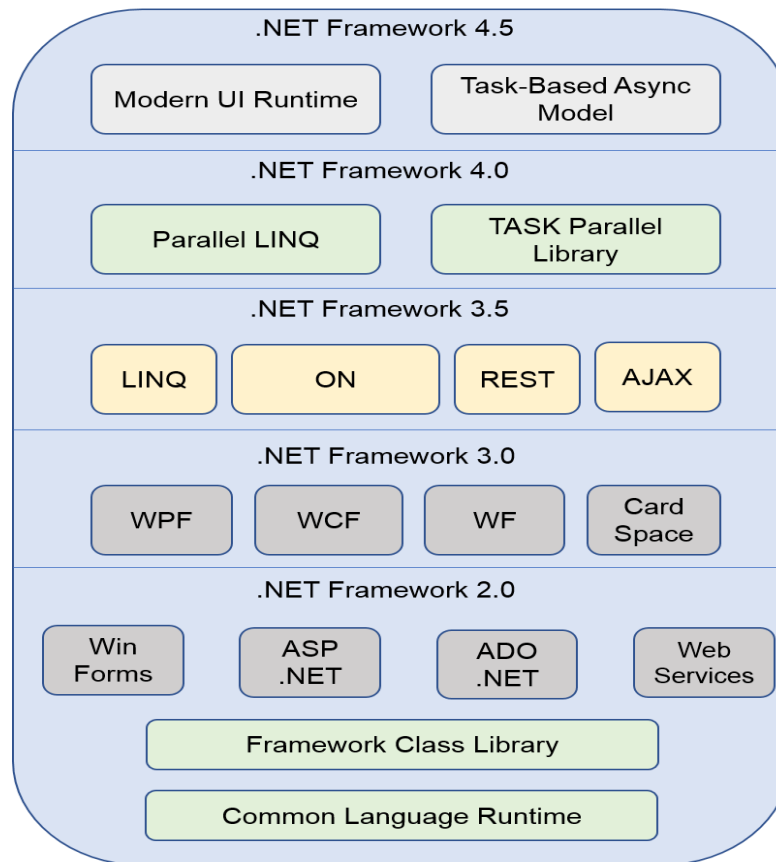 .NET Framework 4.5
Modern UI Runtime
Task-Based Async
Model
.NET Framework 4.0
Parallel LINQ
TASK Parallel
Library
.NET Framework 3.5
LINQ
ON
REST
AJAX
.NET Framework 3.0
WPF
WCF
WF
Card
Space
.NET Framework 2.0
Win
Forms
ASP
.NET
ADO
.NET
Web
Services
Framework Class Library
Common Language Runtime